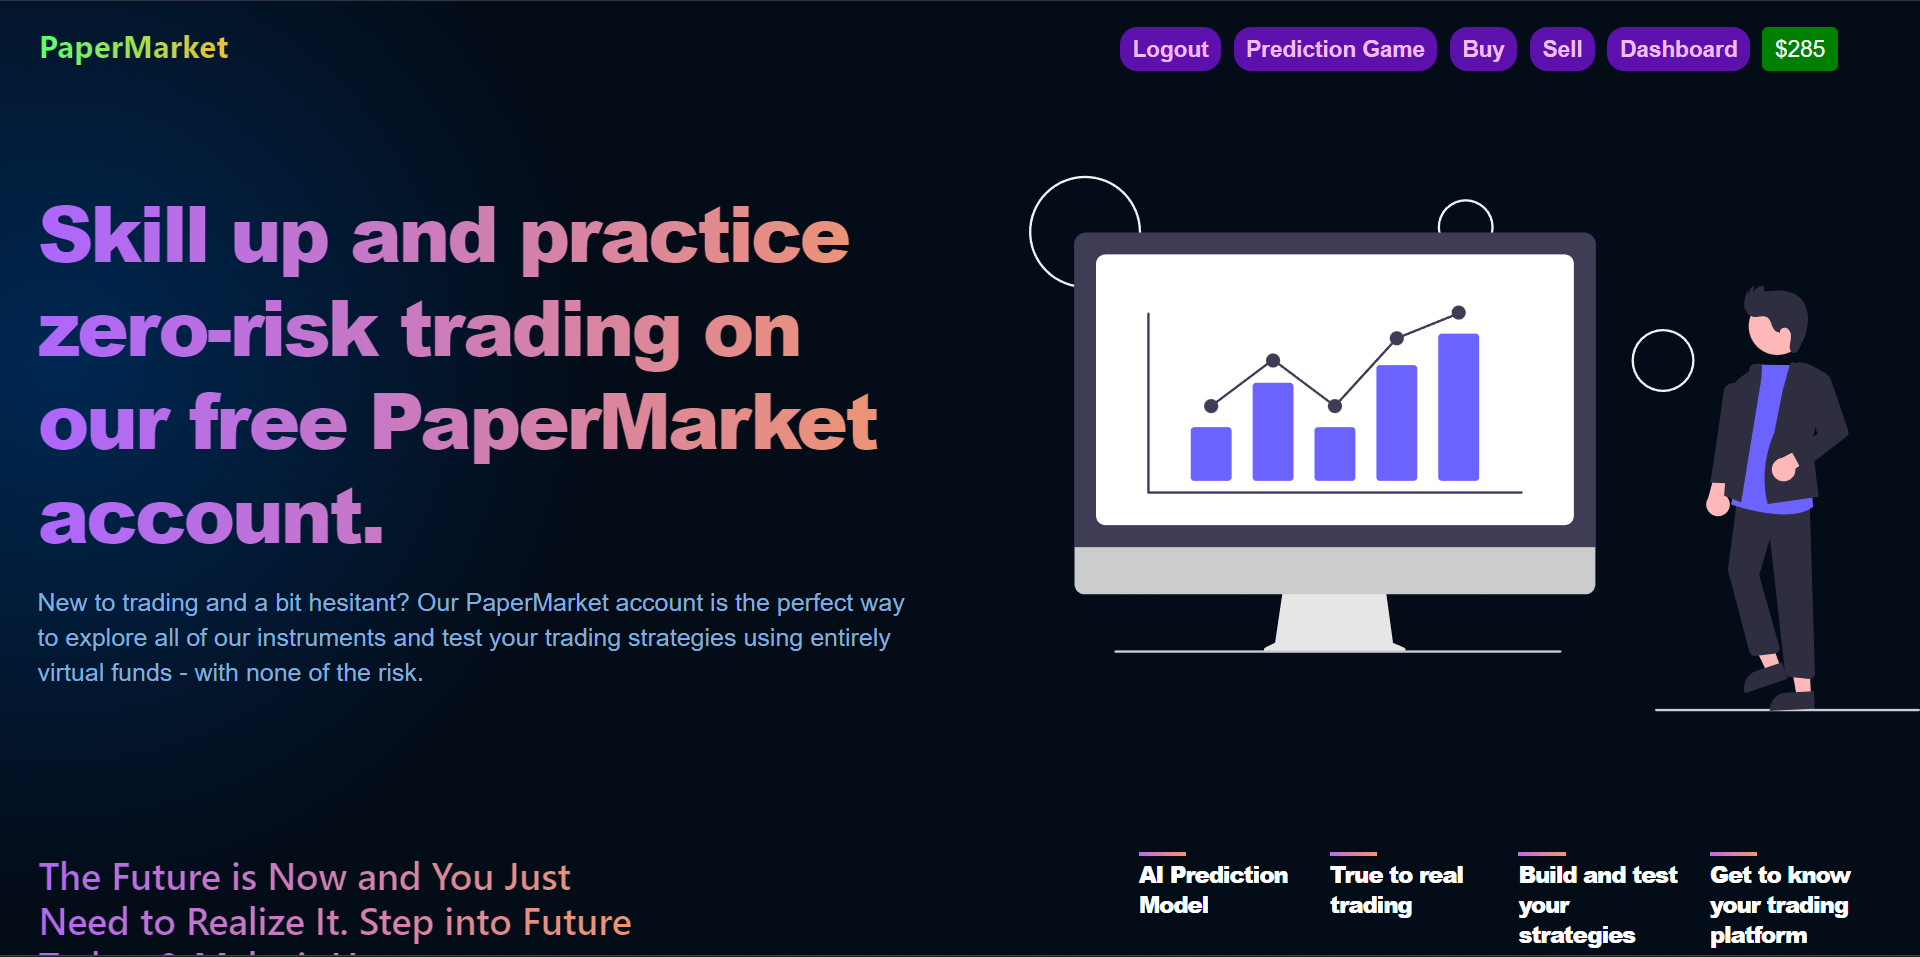 PaperMarket
Logout
Prediction Game
Buy
Sell
Dashboard
$285
Skill up and practice
zero-risk trading on
our free PaperMarket
account.
New to trading and a bit hesitant? Our PaperMarket account is the perfect way
to explore all of our instruments and test your trading strategies using entirely
virtual funds - with none of the risk.
The Future is Now and You Just
Need to Realize It. Step into Future
AI Prediction
Model
True to real
trading
Build and test
your
strategies
Get to know
your trading
platform